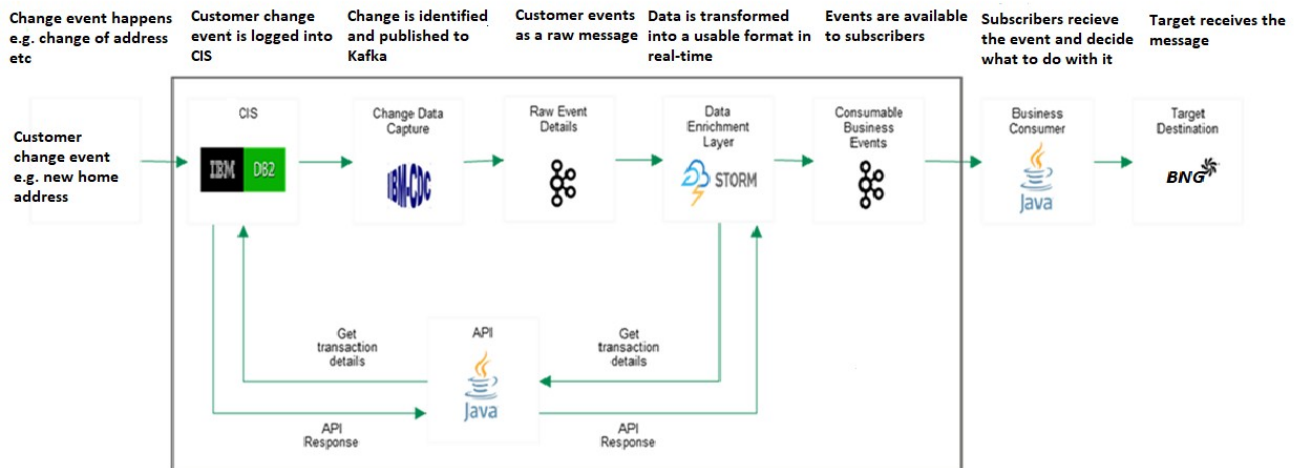 Change event happens
e.g. change of address
etc
Customer change
event is logged into
CIS
Change is identified
and published to
Kafka
Customer events
as a raw message
Data is transformed
into a usable format in
real-time
Events are available
to subscribers
Subscribers recieve
the event and decide
what to do with it
Target receives the
message
Customer
change event
e.g. new home
address
CIS
IBM DB2
Change Data
Capture
IBM-CDC
Raw Event
Details
Data
Enrichment
Layer
STORM
Consumable
Business
Events
Business
Consumer
Java
Target
Destination
BNG
Get
transaction
details
API
Java
Get
transaction
details
API
Response
API
Response